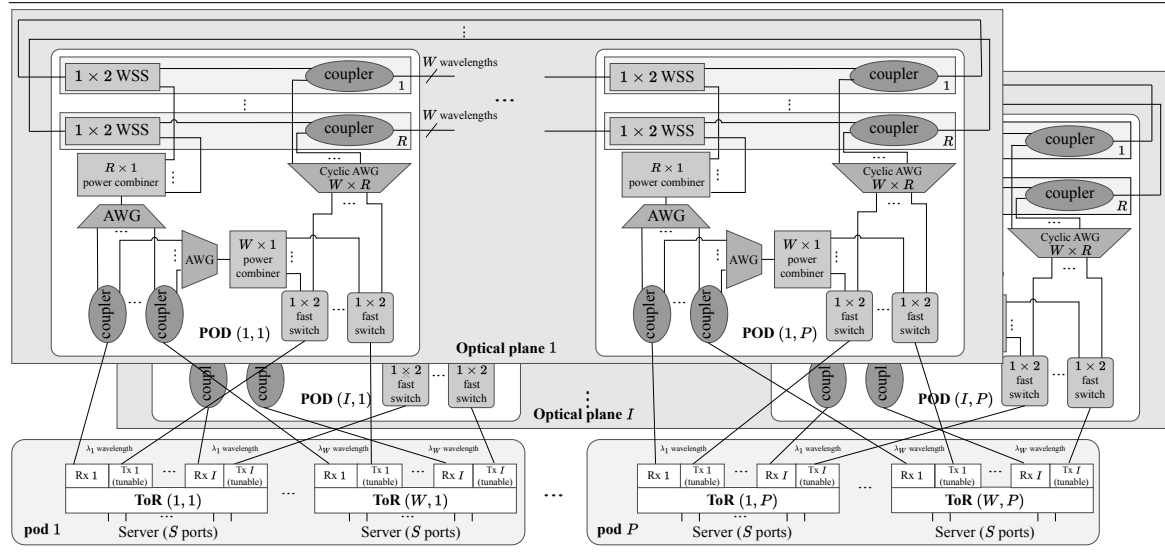 1 × 2 WSS
coupler
1
W wavelengths
...
1 × 2 WSS
coupler
R
W wavelengths
R × 1
power combiner
...
Cyclic AWG
W × R
...
AWG
...
AWG
W × 1
power
combiner
...
coupler
...
coupler
1 × 2
fast
switch
...
1 × 2
fast
switch
POD (1, 1)
...
1 × 2 WSS
coupler
1
...
1 × 2 WSS
coupler
R
R × 1
power combiner
...
Cyclic AWG
W × R
...
AWG
...
AWG
W × 1
power
combiner
...
coupler
...
coupler
1 × 2
fast
switch
...
1 × 2
fast
switch
POD (1, P)
Optical plane 1
coupler
1
...
coupler
R
...
Cyclic AWG
W × R
...
coupl
...
coupl
1 × 2
fast
switch
...
1 × 2
fast
switch
POD (I, 1)
...
1 × 2
fast
switch
...
1 × 2
fast
switch
POD (I, P)
Optical plane I
λ1 wavelength
λ1 wavelength
λW wavelength
λW wavelength
Rx 1
Tx 1
(tunable)
...
Rx I
Tx I
(tunable)
ToR (1, 1)
...
Server (S ports)
...
Rx 1
Tx 1
(tunable)
...
Rx I
Tx I
(tunable)
ToR (W, 1)
...
Server (S ports)
pod 1
...
λ1 wavelength
λ1 wavelength
λW wavelength
λW wavelength
Rx 1
Tx 1
(tunable)
...
Rx I
Tx I
(tunable)
ToR (1, P)
...
Server (S ports)
...
Rx 1
Tx 1
(tunable)
...
Rx I
Tx I
(tunable)
ToR (W, P)
...
Server (S ports)
pod P